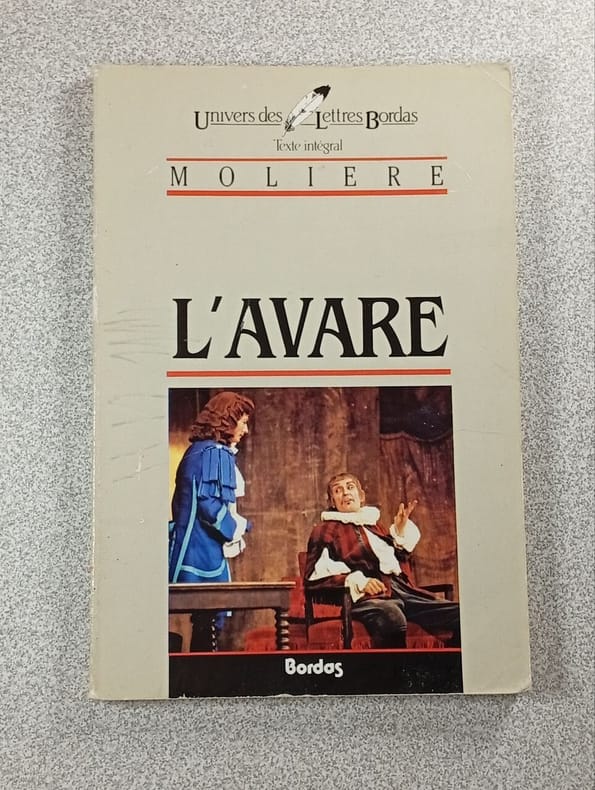 Univers des Lettres Bordas
Texte intégral
MOLIERE
L'AVARE
Bordas